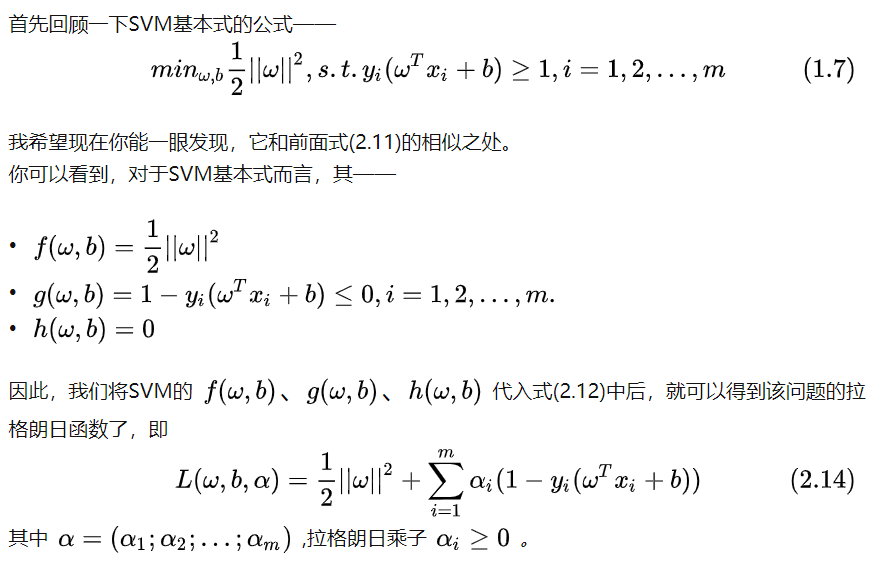 首先回顾一下SVM基本式的公式——
$min_{\omega,b}\frac{1}{2}||\omega||^2, s.t. y_i(\omega^T x_i + b) \geq 1, i = 1, 2, \ldots, m$ (1.7)
我希望现在你能一眼发现，它和前面式(2.11)的相似之处。
你可以看到，对于SVM基本式而言，其——
• $f(\omega, b) = \frac{1}{2}||\omega||^2$
• $g(\omega, b) = 1 - y_i(\omega^T x_i + b) \leq 0, i = 1, 2, \ldots, m.$
• $h(\omega, b) = 0$
因此，我们将SVM的 $f(\omega, b)$、$g(\omega, b)$、$h(\omega, b)$ 代入式(2.12)中后，就可以得到该问题的拉
格朗日函数了，即
$L(\omega, b, \alpha) = \frac{1}{2}||\omega||^2 + \sum_{i=1}^{m} \alpha_i(1 - y_i(\omega^T x_i + b))$ (2.14)
其中 $\alpha = (\alpha_1; \alpha_2; \ldots; \alpha_m)$ ,拉格朗日乘子 $\alpha_i \geq 0$ 。